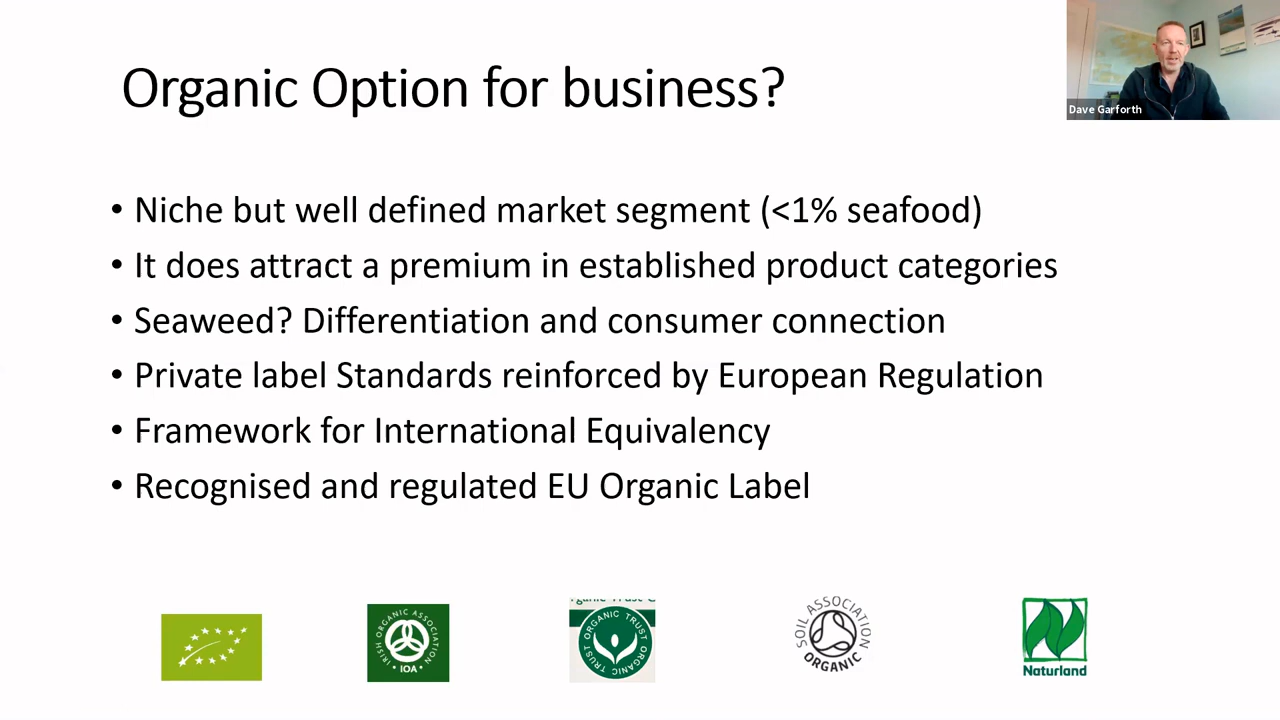 Organic Option for business?
Dave Garforth
• Niche but well defined market segment (<1% seafood)
• It does attract a premium in established product categories
• Seaweed? Differentiation and consumer connection
• Private label Standards reinforced by European Regulation
• Framework for International Equivalency
• Recognised and regulated EU Organic Label
IRISH ORGANIC ASSOCIATION
• IOA •
ORGANIC TRUST ORGANIC TRUST
SOIL ASSOCIATION
ORGANIC
Naturland